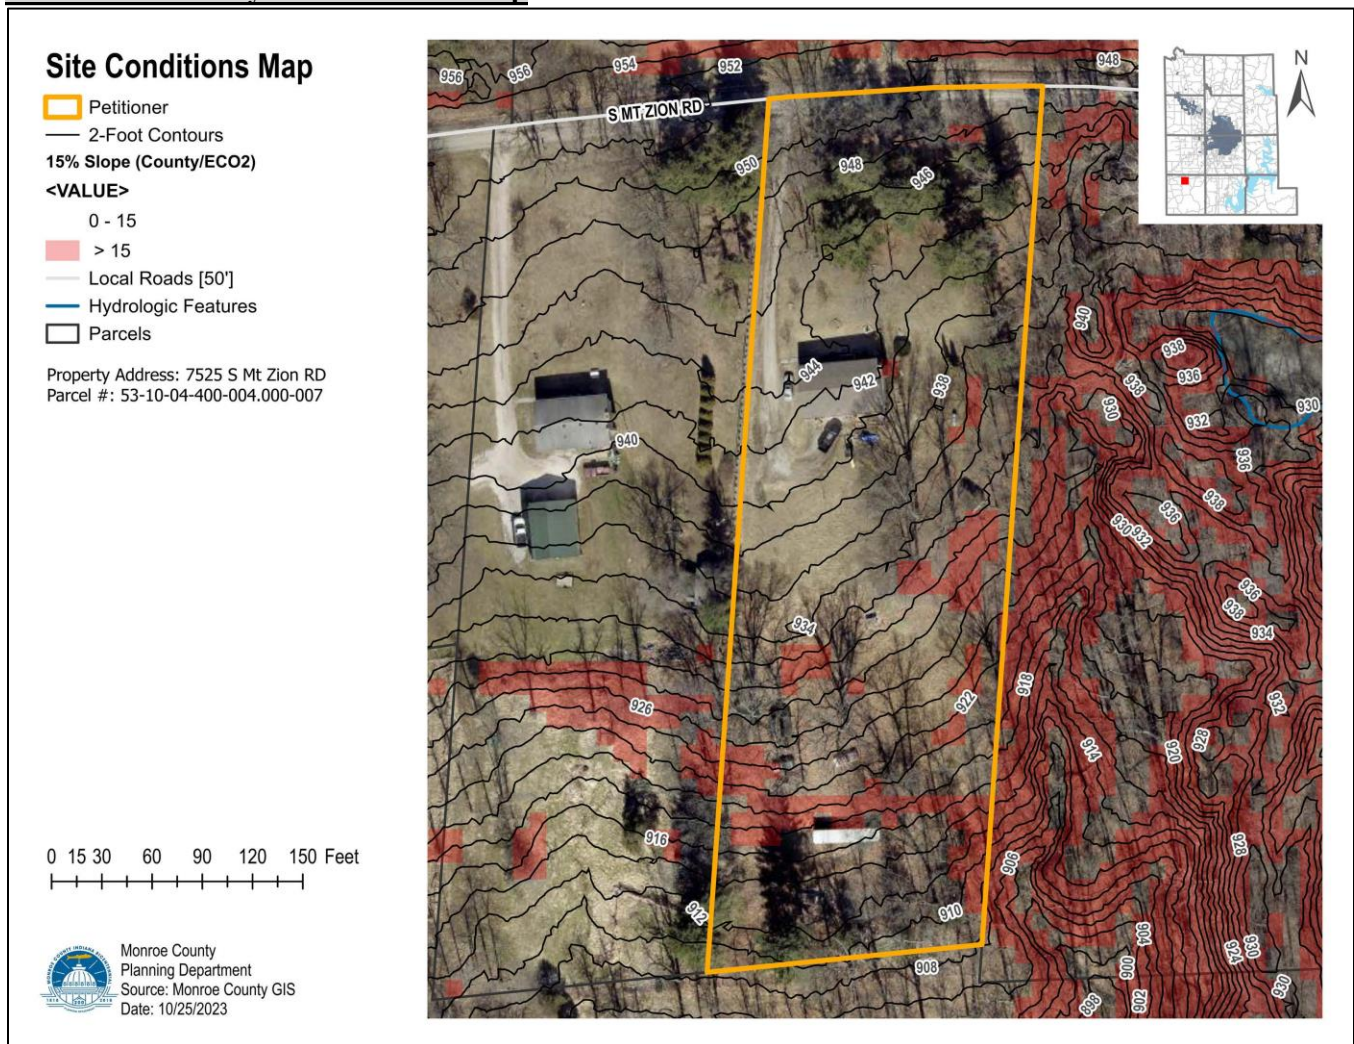 Site Conditions Map
Petitioner
2-Foot Contours
15% Slope (County/ECO2)
<VALUE>
0 - 15
> 15
Local Roads [50']
Hydrologic Features
Parcels
Property Address: 7525 S Mt Zion RD
Parcel #: 53-10-04-400-004.000-007
0 15 30 60 90 120 150 Feet
Monroe County
Planning Department
Source: Monroe County GIS
Date: 10/25/2023
N
956
956
954
952
948
S MT ZION RD
950
948
946
940
938
938
936
930
932
930
944
942
938
940
936
938
936
930
932
936
938
934
934
926
922
918
932
928
920
914
916
928
906
912
910
908
904
900
902
898
924
930
930